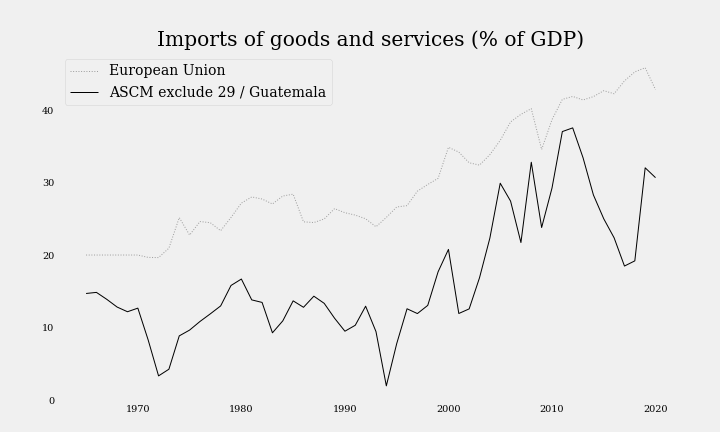 Imports of goods and services (% of GDP)
European Union
ASCM exclude 29 / Guatemala
40
30
20
10
0
1970 1980 1990 2000 2010 2020